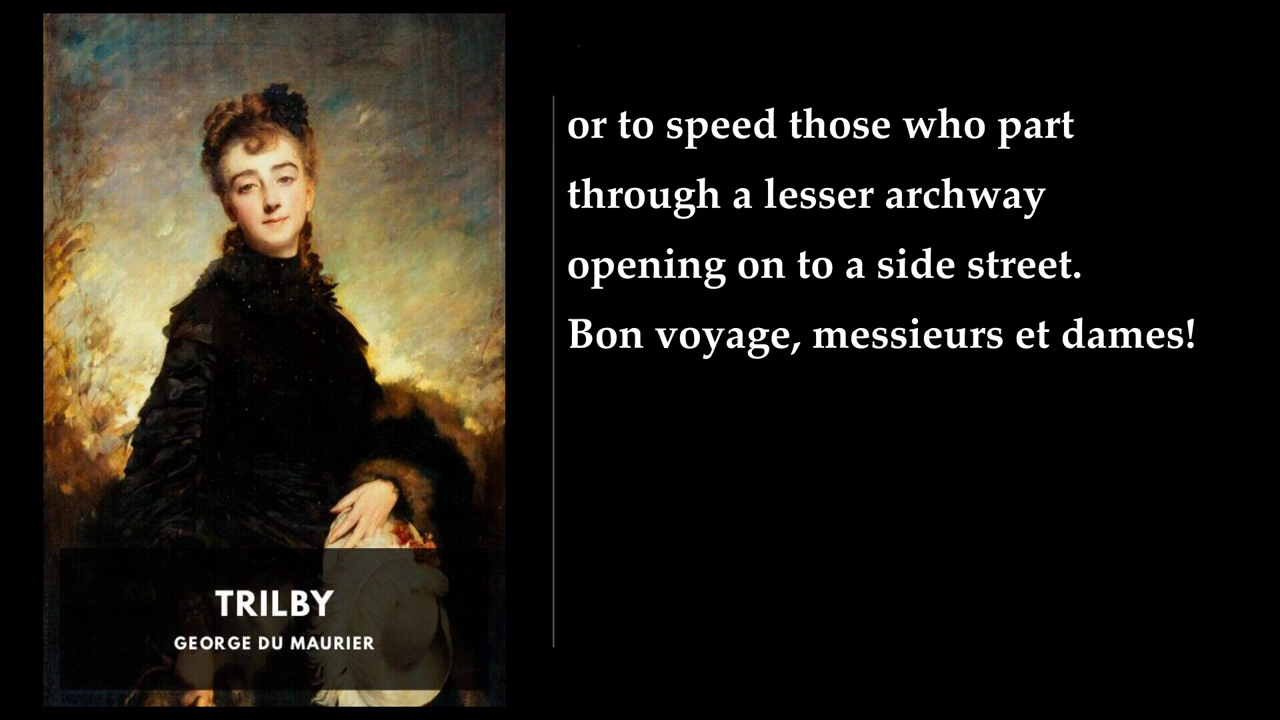 or to speed those who part
through a lesser archway
opening on to a side street.
Bon voyage, messieurs et dames!
TRILBY
GEORGE DU MAURIER